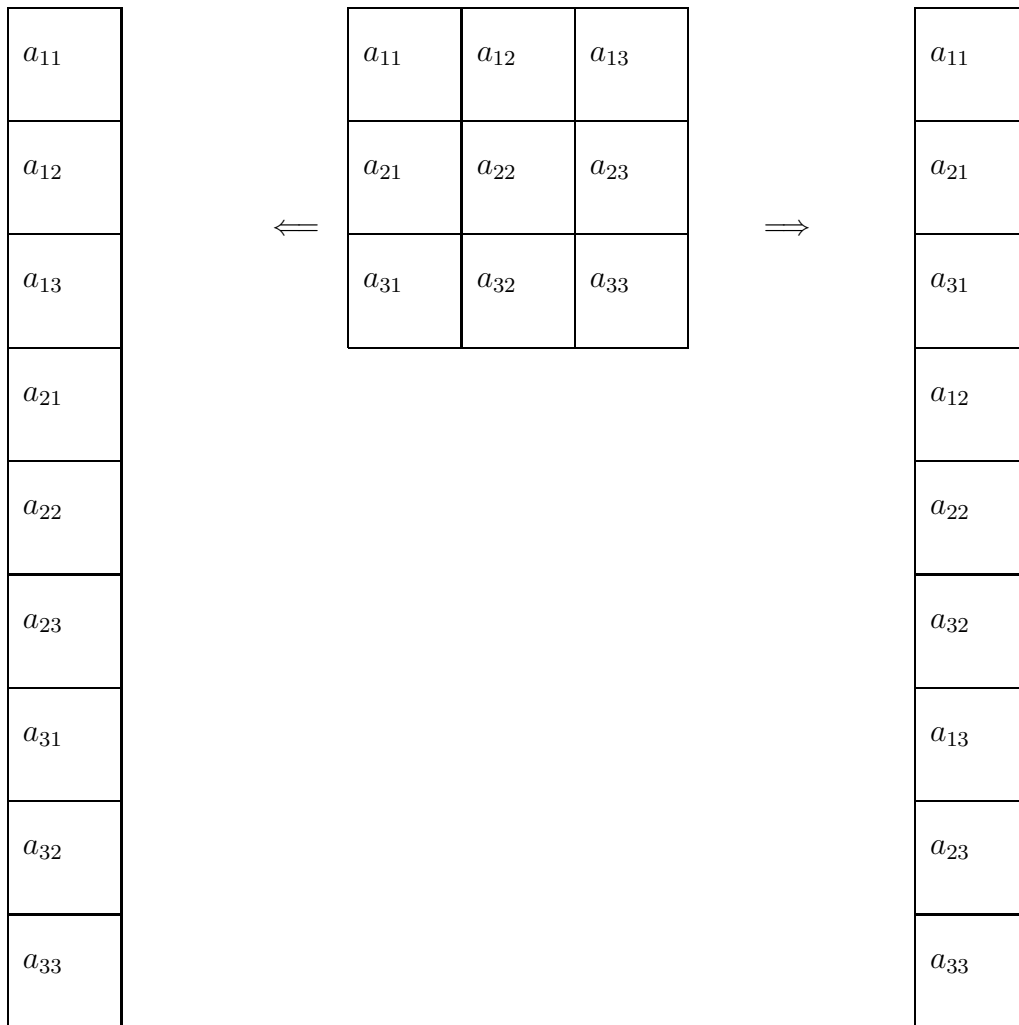 a₁₁ a₁₁ a₁₂ a₁₃ a₁₁
a₁₂ a₂₁ a₂₂ a₂₃ a₂₁
⟸ ⟹
a₁₃ a₃₁ a₃₂ a₃₃ a₃₁
a₂₁ a₁₂
a₂₂ a₂₂
a₂₃ a₃₂
a₃₁ a₁₃
a₃₂ a₂₃
a₃₃ a₃₃